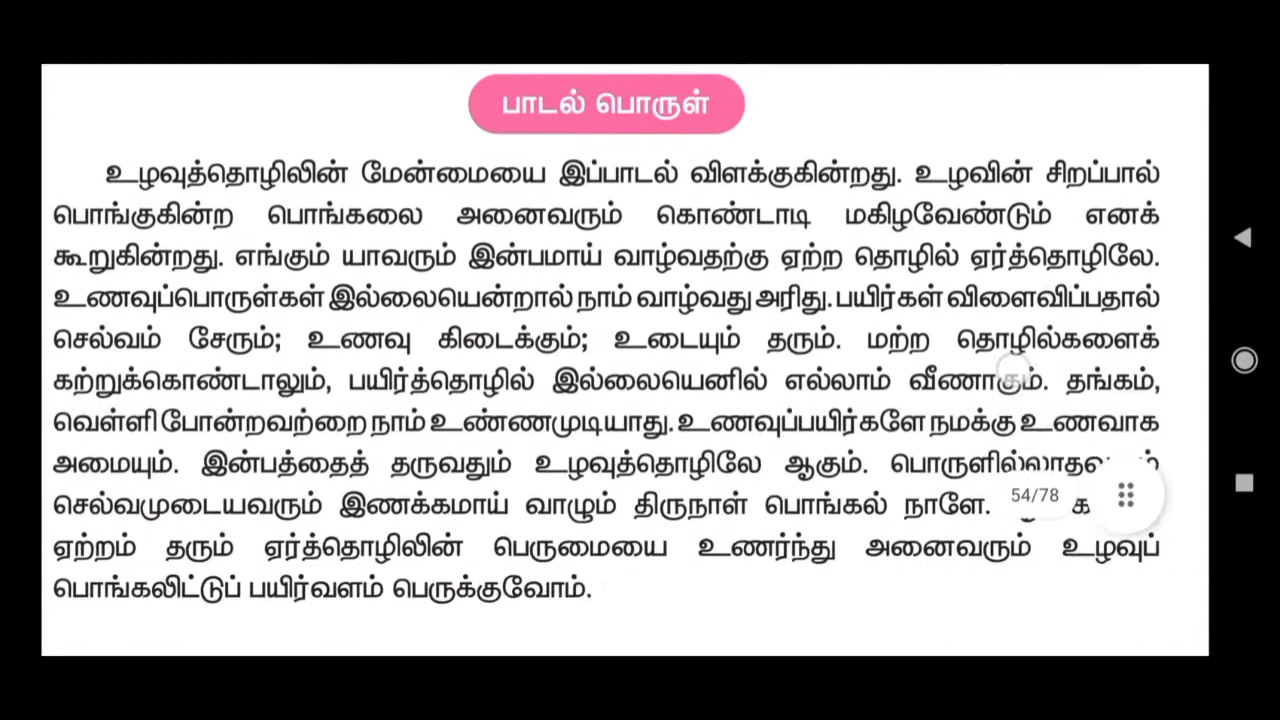 பாடல் பொருள்
உழவுத்தொழிலின் மேன்மையை இப்பாடல் விளக்குகின்றது. உழவின் சிறப்பால்
பொங்குகின்ற பொங்கலை அனைவரும் கொண்டாடி மகிழவேண்டும் எனக்
கூறுகின்றது. எங்கும் யாவரும் இன்பமாய் வாழ்வதற்கு ஏற்ற தொழில் ஏர்த்தொழிலே.
உணவுப்பொருள்கள் இல்லையென்றால் நாம் வாழ்வது அரிது. பயிர்கள் விளைவிப்பதால்
செல்வம் சேரும்; உணவு கிடைக்கும்; உடையும் தரும். மற்ற தொழில்களைக்
கற்றுக்கொண்டாலும், பயிர்த்தொழில் இல்லையெனில் எல்லாம் வீணாகும். தங்கம்,
வெள்ளி போன்றவற்றை நாம் உண்ணமுடியாது. உணவுப்பயிர்களே நமக்கு உணவாக
அமையும். இன்பத்தைத் தருவதும் உழவுத்தொழிலே ஆகும்.
செல்வமுடையவரும் இணக்கமாய் வாழும் திருநாள் பொங்கல் நாளே. 54/78
ஏற்றம் தரும் ஏர்த்தொழிலின் பெருமையை உணர்ந்து அனைவரும் உழவுப்
பொங்கலிட்டுப் பயிர்வளம் பெருக்குவோம்.